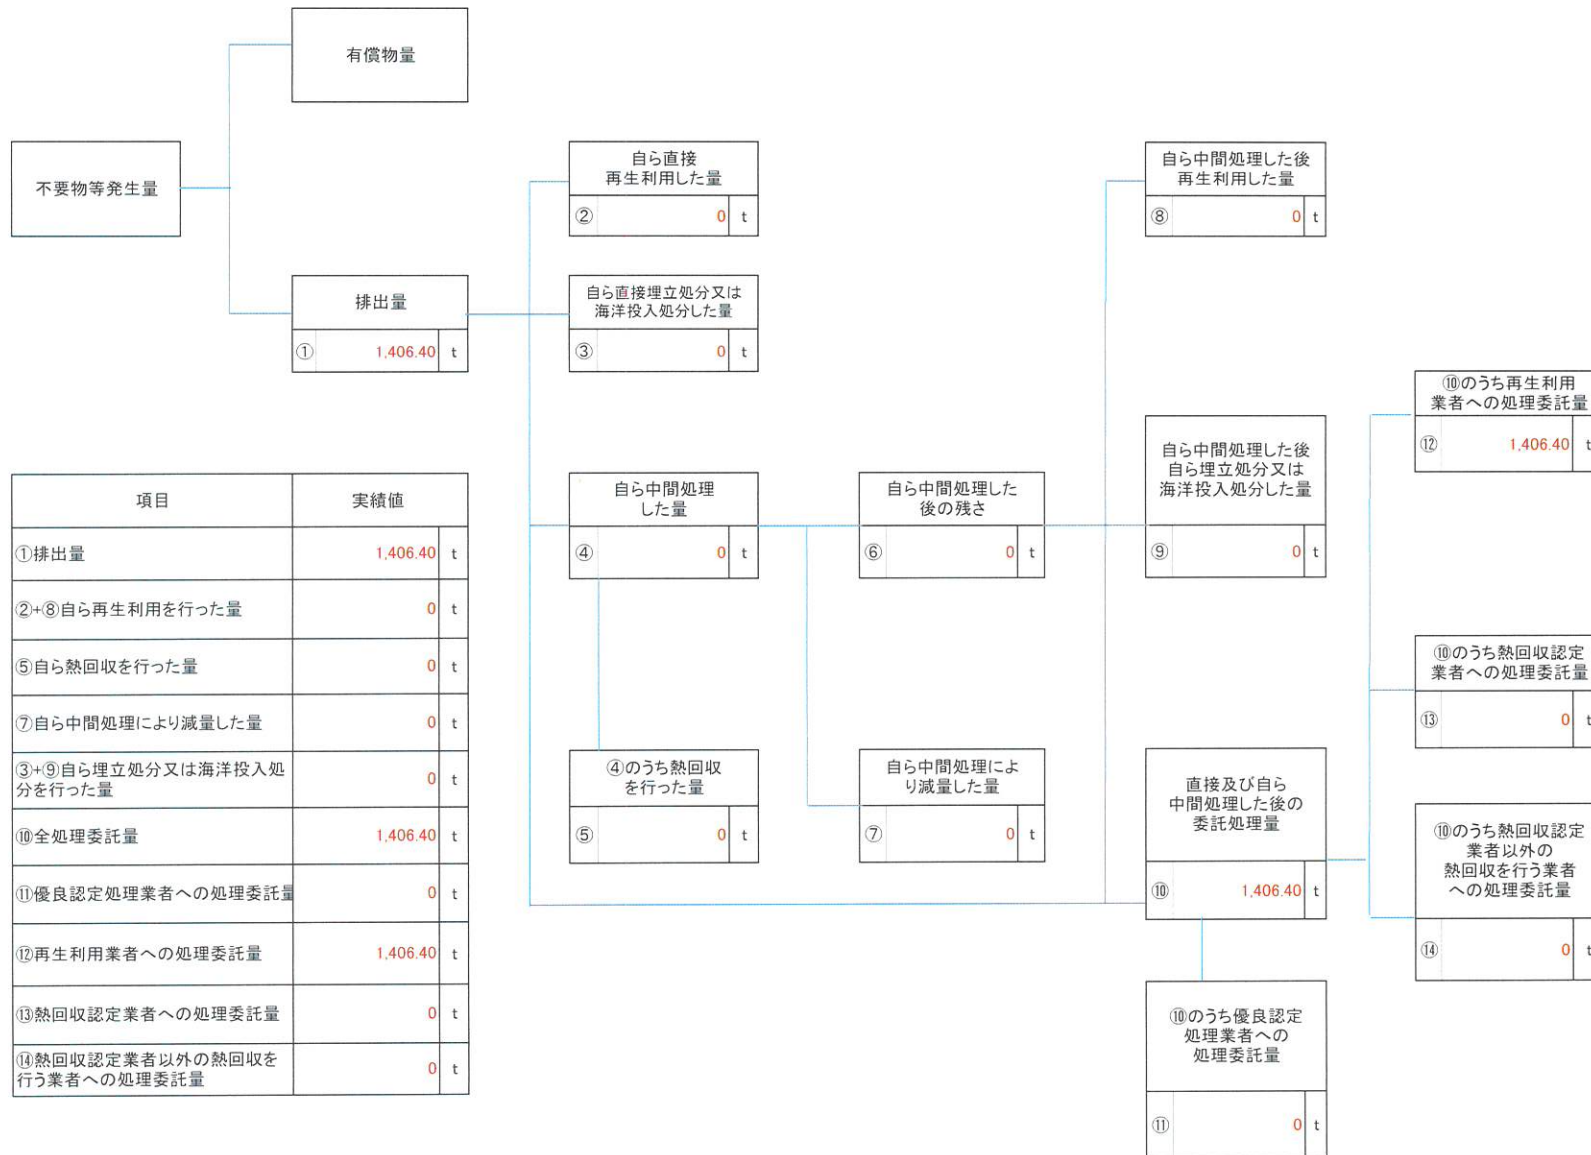 有償物量
不要物等発生量
排出量
① 1,406.40 t
自ら直接
再生利用した量
② 0 t
自ら直接埋立処分又は
海洋投入処分した量
③ 0 t
自ら中間処理
した量
④ 0 t
④のうち熱回収
を行った量
⑤ 0 t
自ら中間処理した
後の残さ
⑥ 0 t
自ら中間処理によ
り減量した量
⑦ 0 t
自ら中間処理した後
再生利用した量
⑧ 0 t
自ら中間処理した後
自ら埋立処分又は
海洋投入処分した量
⑨ 0 t
直接及び自ら
中間処理した後の
委託処理量
⑩ 1,406.40 t
⑩のうち優良認定
処理業者への
処理委託量
⑪ 0 t
⑩のうち再生利用
業者への処理委託量
⑫ 1,406.40 t
⑩のうち熱回収認定
業者への処理委託量
⑬ 0 t
⑩のうち熱回収認定
業者以外の
熱回収を行う業者
への処理委託量
⑭ 0 t
項目 実績値
①排出量 1,406.40 t
②+⑧自ら再生利用を行った量 0 t
⑤自ら熱回収を行った量 0 t
⑦自ら中間処理により減量した量 0 t
③+⑨自ら埋立処分又は海洋投入処
分を行った量 0 t
⑩全処理委託量 1,406.40 t
⑪優良認定処理業者への処理委託量 0 t
⑫再生利用業者への処理委託量 1,406.40 t
⑬熱回収認定業者への処理委託量 0 t
⑭熱回収認定業者以外の熱回収を
行う業者への処理委託量 0 t